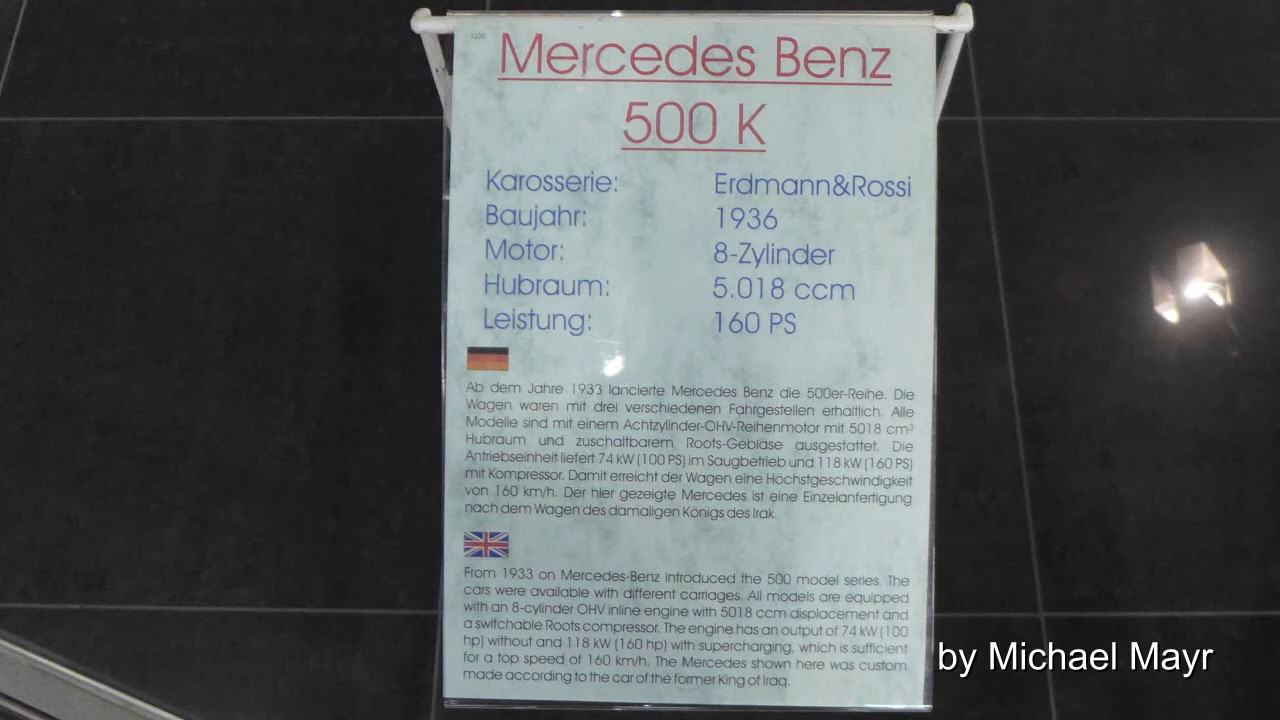 Mercedes Benz
500 K
Karosserie: Erdmann&Rossi
Baujahr: 1936
Motor: 8-Zylinder
Hubraum: 5.018 ccm
Leistung: 160 PS
Ab dem Jahre 1933 lancierte Mercedes Benz die 500er-Reihe. Die
Wagen waren mit drei verschiedenen Fahrgestellen erhältlich. Alle
Modelle sind mit einem Achtzylinder-OHV-Reihenmotor mit 5018 cm³
Hubraum und zuschaltbarem Roots-Gebläse ausgestattet. Die
Antriebseinheit liefert 74 kW (100 PS) im Saugbetrieb und 118 kW (160 PS)
mit Kompressor. Damit erreicht der Wagen eine Höchstgeschwindigkeit
von 160 km/h. Der hier gezeigte Mercedes ist eine Einzelanfertigung
nach dem Wagen des damaligen Königs des Irak.
From 1933 on Mercedes-Benz introduced the 500 model series. The
cars were available with different carriages. All models are equipped
with an 8-cylinder OHV inline engine with 5018 ccm displacement and
a switchable Roots compressor. The engine has an output of 74 kW (100
hp) without and 118 kW (160 hp) with supercharging, which is sufficient
for a top speed of 160 km/h. The Mercedes shown here was custom
made according to the car of the former King of Iraq.
by Michael Mayr